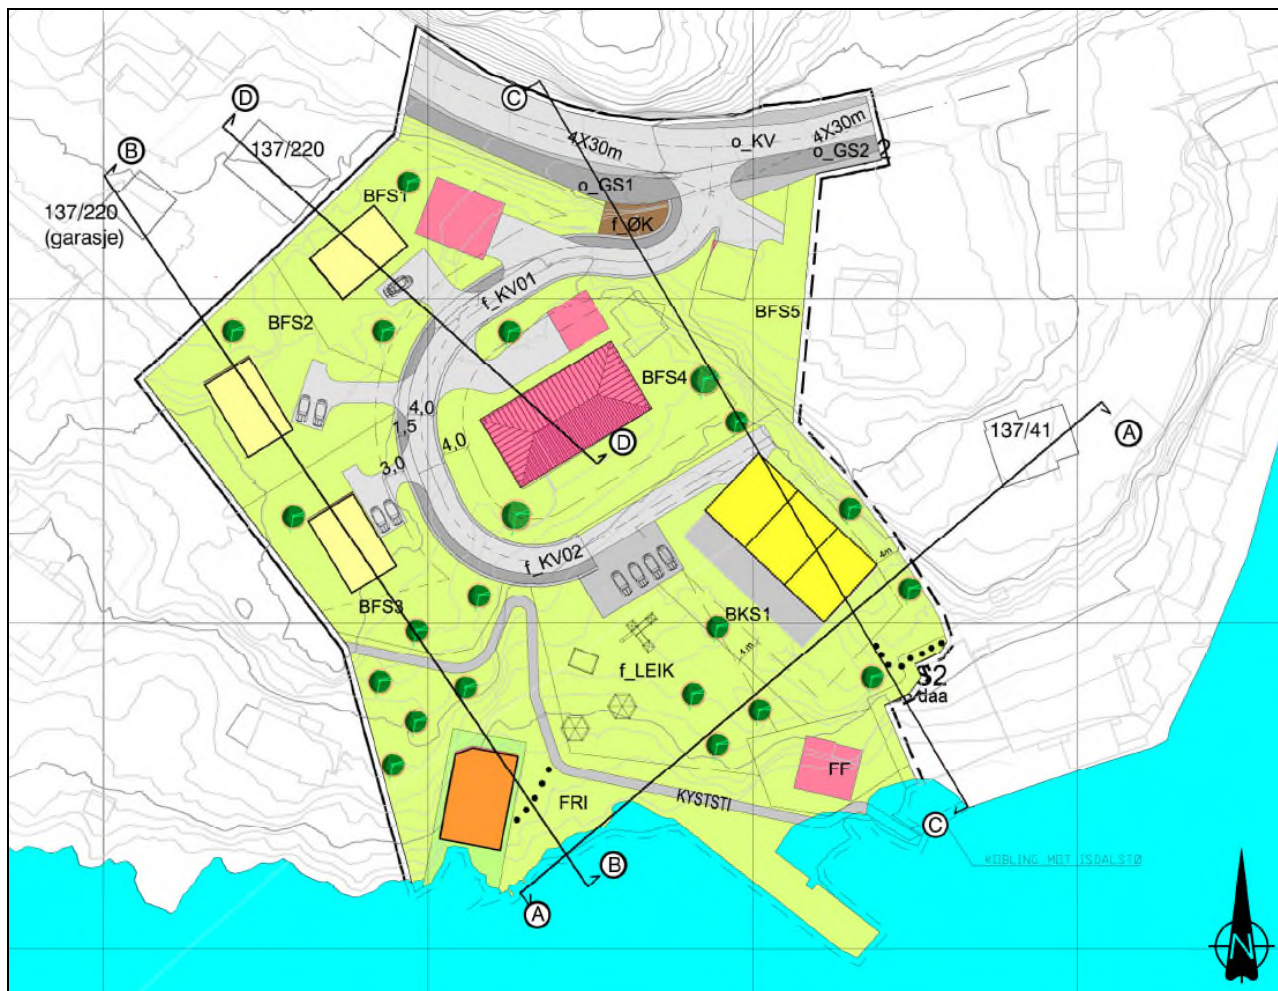 C
4X30m
o_KV
4X30m
o_GS2
2
D
137/220
B
o_GS1
BFS1
137/220
(garasje)
f_ØK
f_KV01
BFS2
BFS5
BFS4
4,0
1,5
4,0
3,0
D
137/41
A
f_KV02
4m
BFS3
BKS1
4m
f_LEIK
daa
FF
FRI
KYSTSTI
C
KOBLING MOT ISDALSTØ
B
A
N